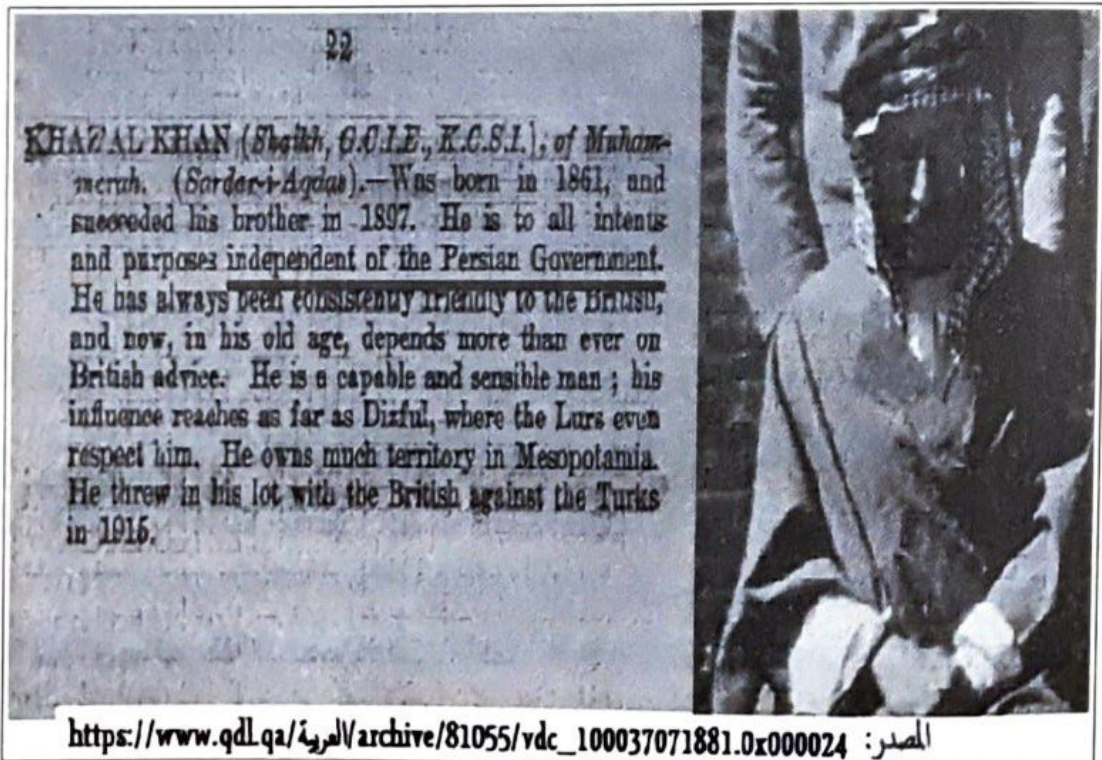 22
KHAZAL KHAN (Shaikh, G.C.I.E., K.C.S.I.), of Muham-
merah. (Sardar-i-Aqdas).—Was born in 1861, and
succeeded his brother in 1897. He is to all intents
and purposes independent of the Persian Government.
He has always been consistently friendly to the British,
and now, in his old age, depends more than ever on
British advice. He is a capable and sensible man ; his
influence reaches as far as Dizful, where the Lurs even
respect him. He owns much territory in Mesopotamia.
He threw in his lot with the British against the Turks
in 1915.
المصدر: https://www.qdl.qa/العربية/archive/81055/vdc_100037071881.0x000024